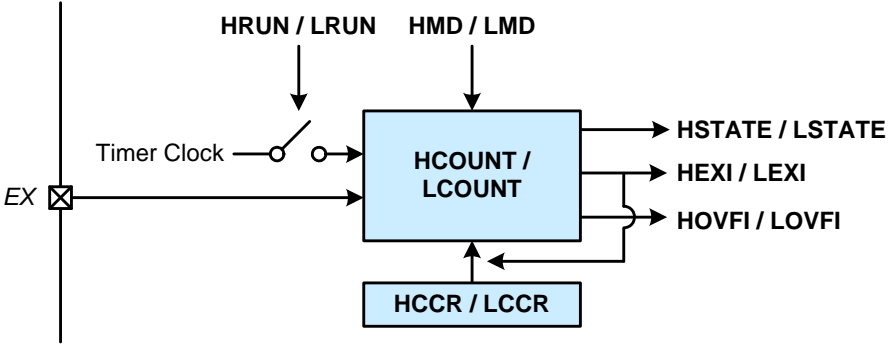 HRUN / LRUN
HMD / LMD
Timer Clock
HCOUNT /
LCOUNT
HSTATE / LSTATE
HEXI / LEXI
EX
HOVFI / LOVFI
HCCR / LCCR